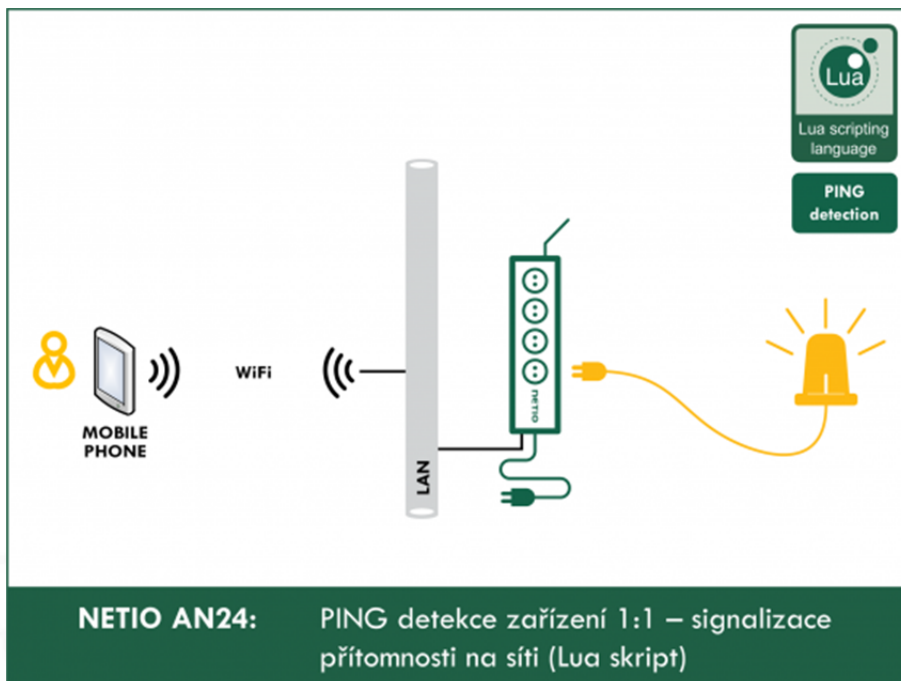 Lua
Lua scripting
language
PING
detection
WiFi
MOBILE
PHONE
LAN
NETIO
NETIO AN24:
PING detekce zařízení 1:1 – signalizace
přítomnosti na síti (Lua skript)